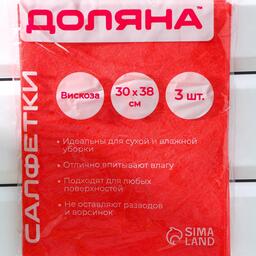 ДОЛЯНА™
САЛФЕТКИ
Вискоза
30 x 38
см
3 шт.
• Идеальны для сухой и влажной
уборки
• Отлично впитывают влагу
• Подходят для любых
поверхностей
• Не оставляют разводов
и ворсинок
SIMA
LAND